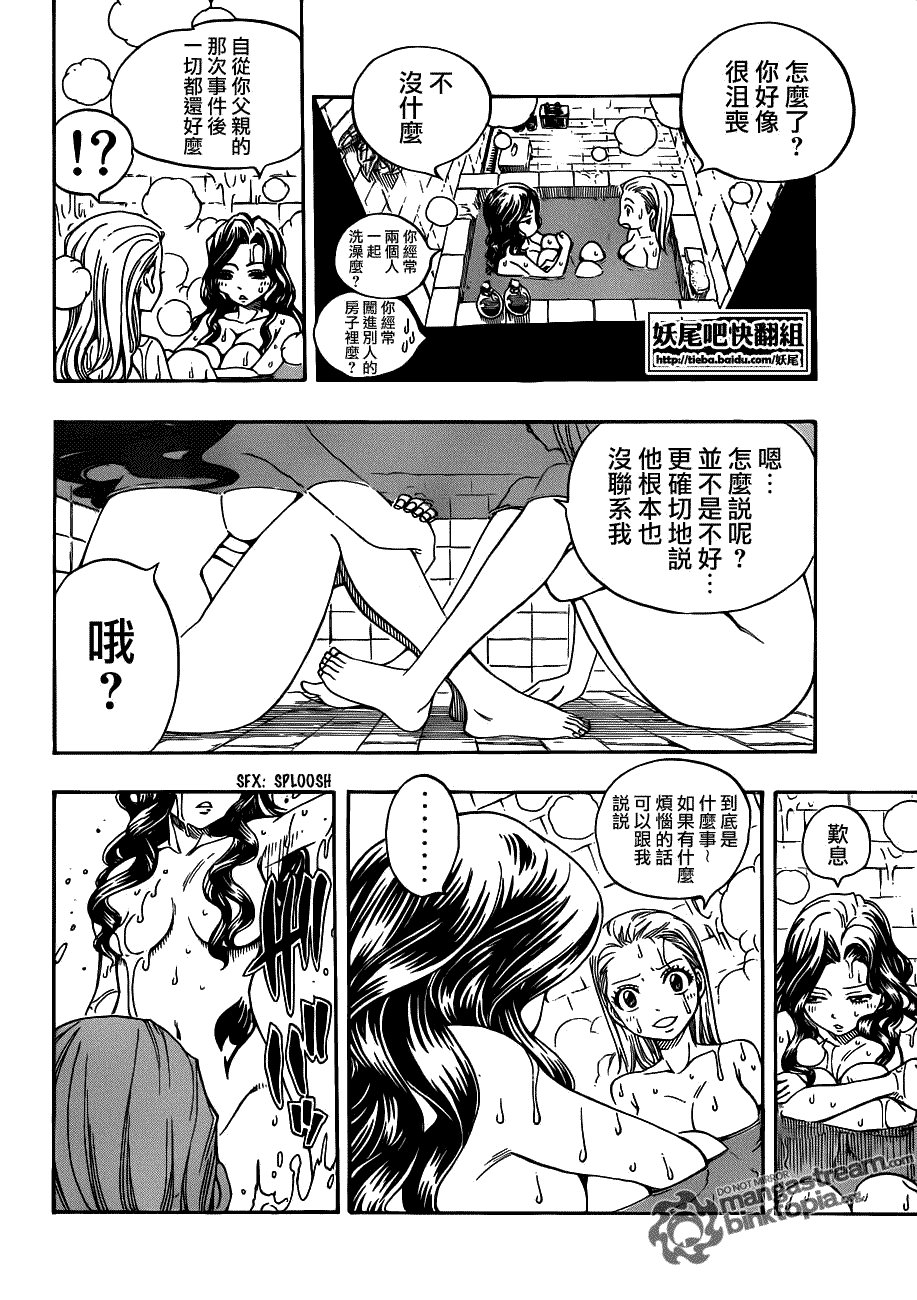 怎麼了?
你好像
很沮喪
不
沒什麼
你經常
兩個人
一起
洗澡麼?
你經常
闖進別人的
房子裡麼?
妖尾吧快翻組
http://tieba.baidu.com/妖尾
自從你父親的
那次事件後
一切都還好麼
!?
嗯…
怎麼説呢?
並不是不好…
更確切地説
他根本也
沒聯系我
哦?
歎息
到底是
什麼事~
如果有什麼
煩惱的話
可以跟我
説説
……
SFX: SPLOOSH
DO NOT MIRROR
mangastream.com
binktopia